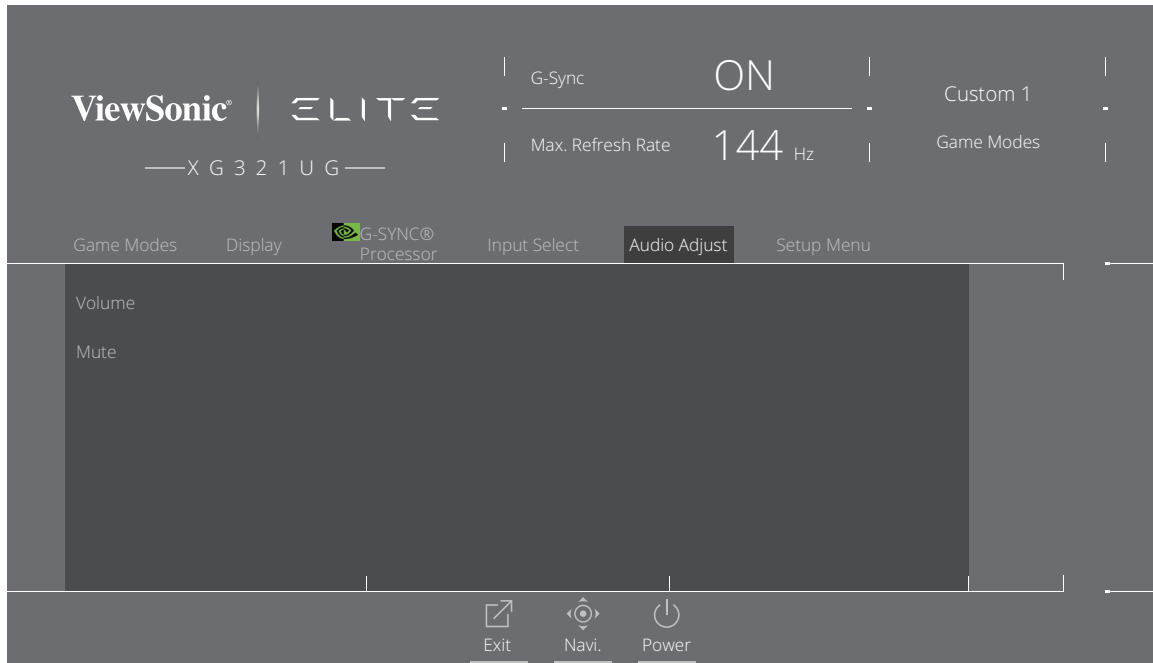 ViewSonic® ELITE
XG321UG
G-Sync ON
Max. Refresh Rate 144 Hz
Custom 1
Game Modes
Game Modes Display G-SYNC® Processor Input Select Audio Adjust Setup Menu
Volume
Mute
Exit Navi. Power